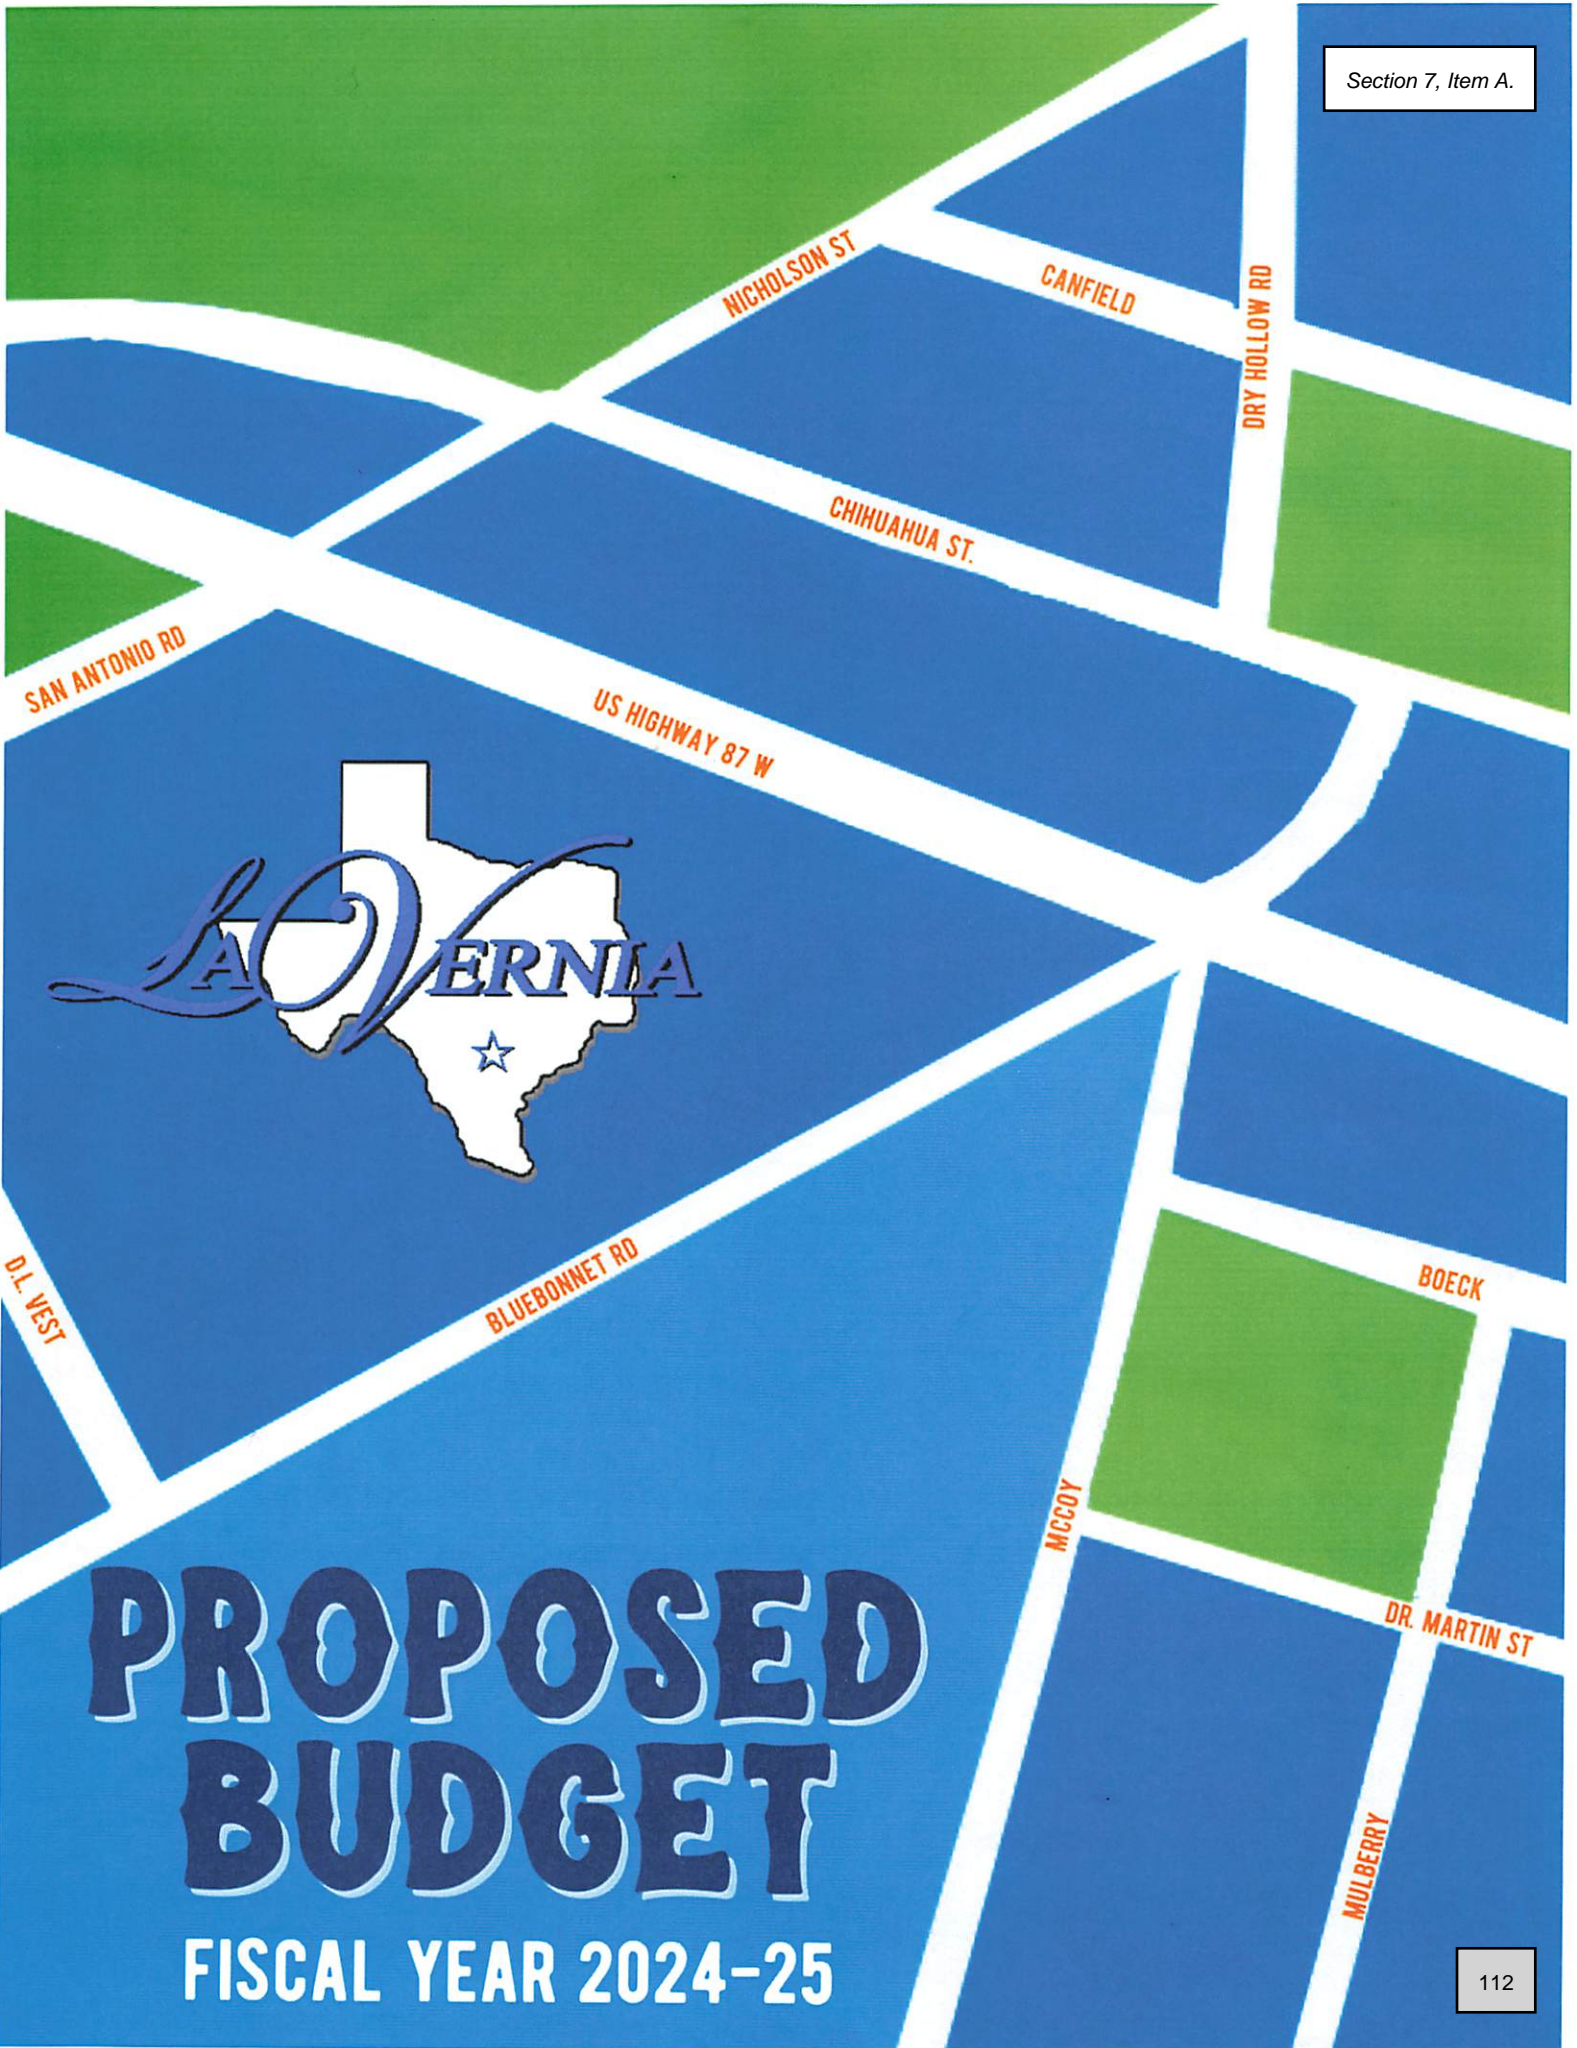 Section 7, Item A.
NICHOLSON ST
CANFIELD
DRY HOLLOW RD
CHIHUAHUA ST.
SAN ANTONIO RD
US HIGHWAY 87 W
LA VERNIA
D.L. VEST
BLUEBONNET RD
BOECK
MCCOY
DR. MARTIN ST
MULBERRY
PROPOSED
BUDGET
FISCAL YEAR 2024-25
112